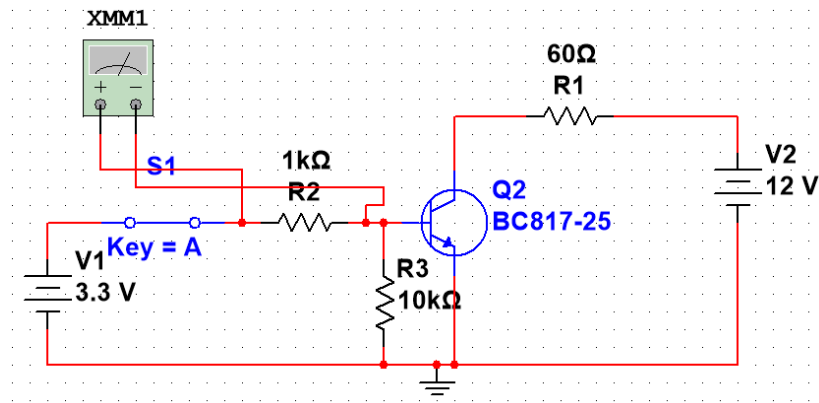 XMM1
+ −
S1
Key = A
V1
3.3 V
1kΩ
R2
R3
10kΩ
60Ω
R1
Q2
BC817-25
V2
12 V